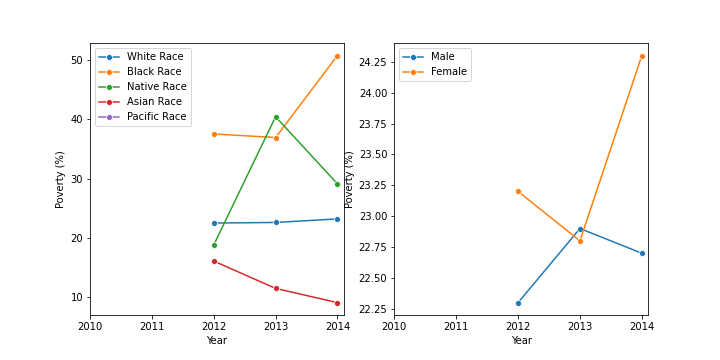 White Race
Black Race
Native Race
Asian Race
Pacific Race
50
40
30
20
10
Poverty (%)
2010 2011 2012 2013 2014
Year
Male
Female
24.25
24.00
23.75
23.50
23.25
23.00
22.75
22.50
22.25
Poverty (%)
2010 2011 2012 2013 2014
Year